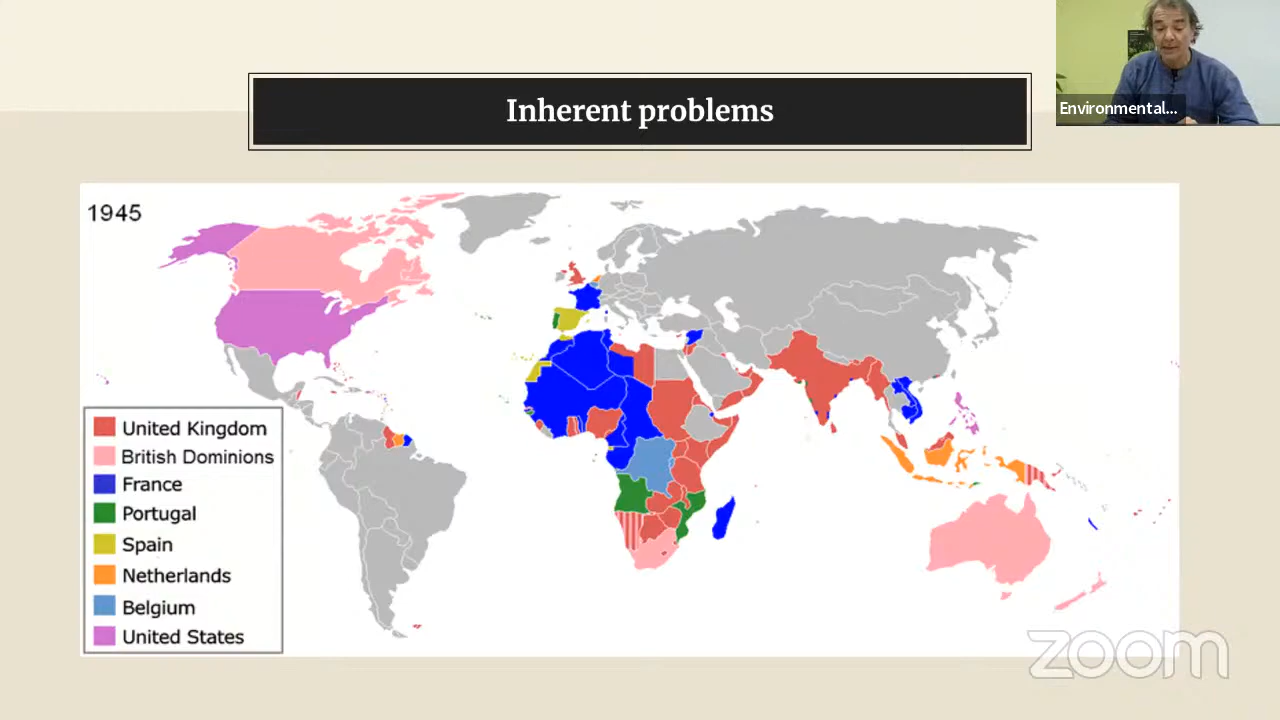 Inherent problems
Environmental...
1945
United Kingdom
British Dominions
France
Portugal
Spain
Netherlands
Belgium
United States
zoom